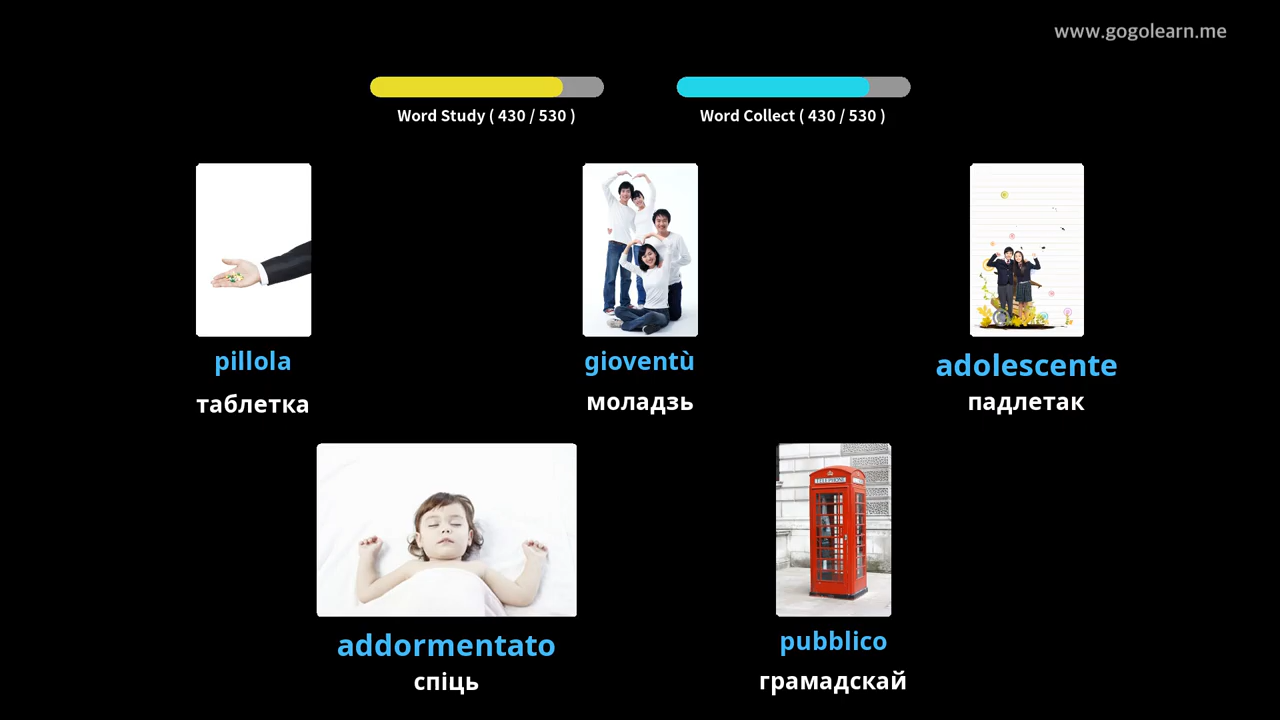 www.gogolearn.me
Word Study ( 430 / 530 )
Word Collect ( 430 / 530 )
pillola
таблетка
gioventù
моладзь
adolescente
падлетак
addormentato
спіць
TELEPHONE
pubblico
грамадскай